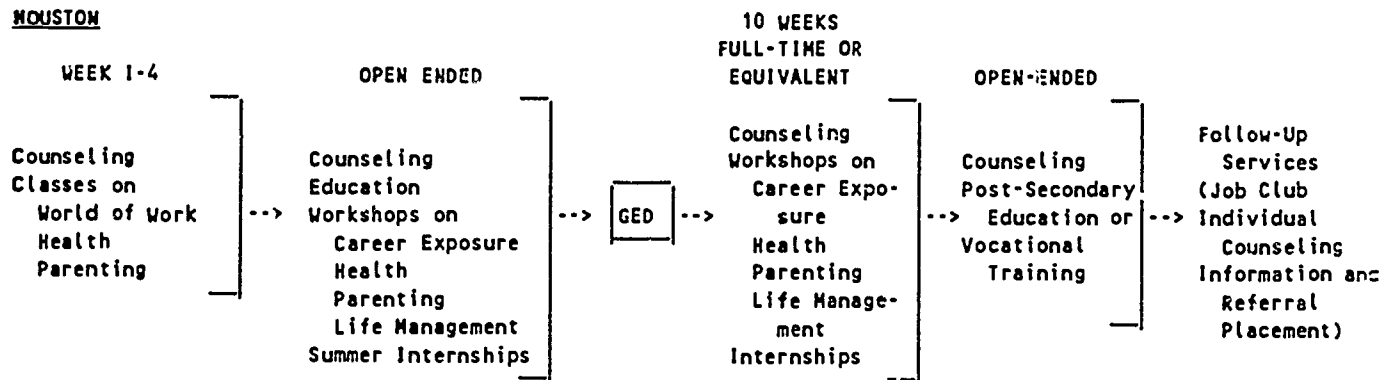 HOUSTON
WEEK 1-4
Counseling
Classes on
World of Work
Health
Parenting
-->
OPEN ENDED
Counseling
Education
Workshops on
Career Exposure
Health
Parenting
Life Management
Summer Internships
-->
GED
-->
10 WEEKS
FULL-TIME OR
EQUIVALENT
Counseling
Workshops on
Career Expo-
sure
Health
Parenting
Life Manage-
ment
Internships
-->
OPEN-ENDED
Counseling
Post-Secondary
Education or
Vocational
Training
-->
Follow-Up
Services
(Job Club
Individual
Counseling
Information and
Referral
Placement)